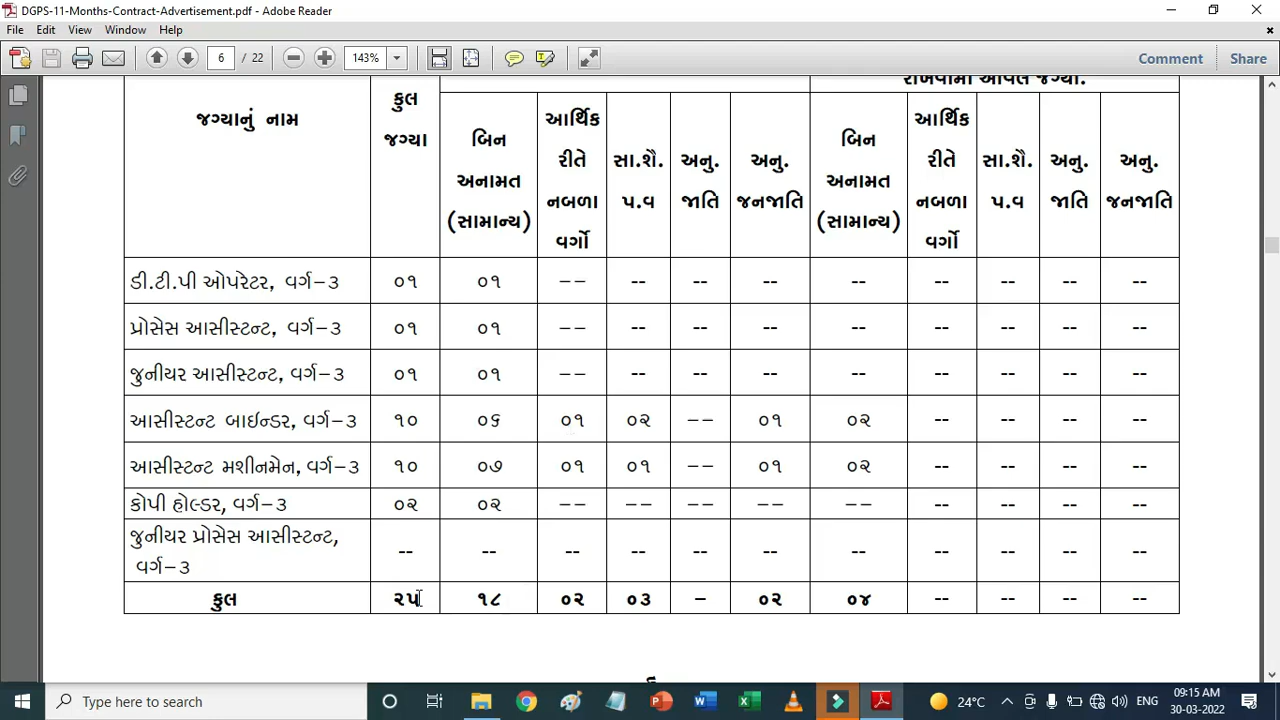 DGPS-11-Months-Contract-Advertisement.pdf - Adobe Reader
File Edit View Window Help
6 / 22 143% Comment Share
રાખવામાં આવેલ જગ્યા.
જગ્યાનું નામ
કુલ
જગ્યા
બિન
અનામત
(સામાન્ય)
આર્થિક
રીતે
નબળા
વર્ગો
સા.શૈ.
પ.વ
અનુ.
જાતિ
અનુ.
જનજાતિ
બિન
અનામત
(સામાન્ય)
આર્થિક
રીતે
નબળા
વર્ગો
સા.શૈ.
પ.વ
અનુ.
જાતિ
અનુ.
જનજાતિ
ડી.ટી.પી ઓપરેટર, વર્ગ–૩ ૦૧ ૦૧ –– -- -- -- -- -- -- -- --
પ્રોસેસ આસીસ્ટન્ટ, વર્ગ–૩ ૦૧ ૦૧ –– -- -- -- -- -- -- -- --
જુનીયર આસીસ્ટન્ટ, વર્ગ–૩ ૦૧ ૦૧ –– -- -- -- -- -- -- -- --
આસીસ્ટન્ટ બાઈન્ડર, વર્ગ–૩ ૧૦ ૦૬ ૦૧ ૦૨ –– ૦૧ ૦૨ -- -- -- --
આસીસ્ટન્ટ મશીનમેન, વર્ગ–૩ ૧૦ ૦૭ ૦૧ ૦૧ –– ૦૧ ૦૨ -- -- -- --
કોપી હોલ્ડર, વર્ગ–૩ ૦૨ ૦૨ –– –– –– –– –– -- -- -- --
જુનીયર પ્રોસેસ આસીસ્ટન્ટ,
વર્ગ–૩ -- -- -- -- -- -- -- -- -- -- --
કુલ ૨૫ ૧૮ ૦૨ ૦૩ – ૦૨ ૦૪ -- -- -- --
Type here to search
24°C ENG 09:15 AM
30-03-2022